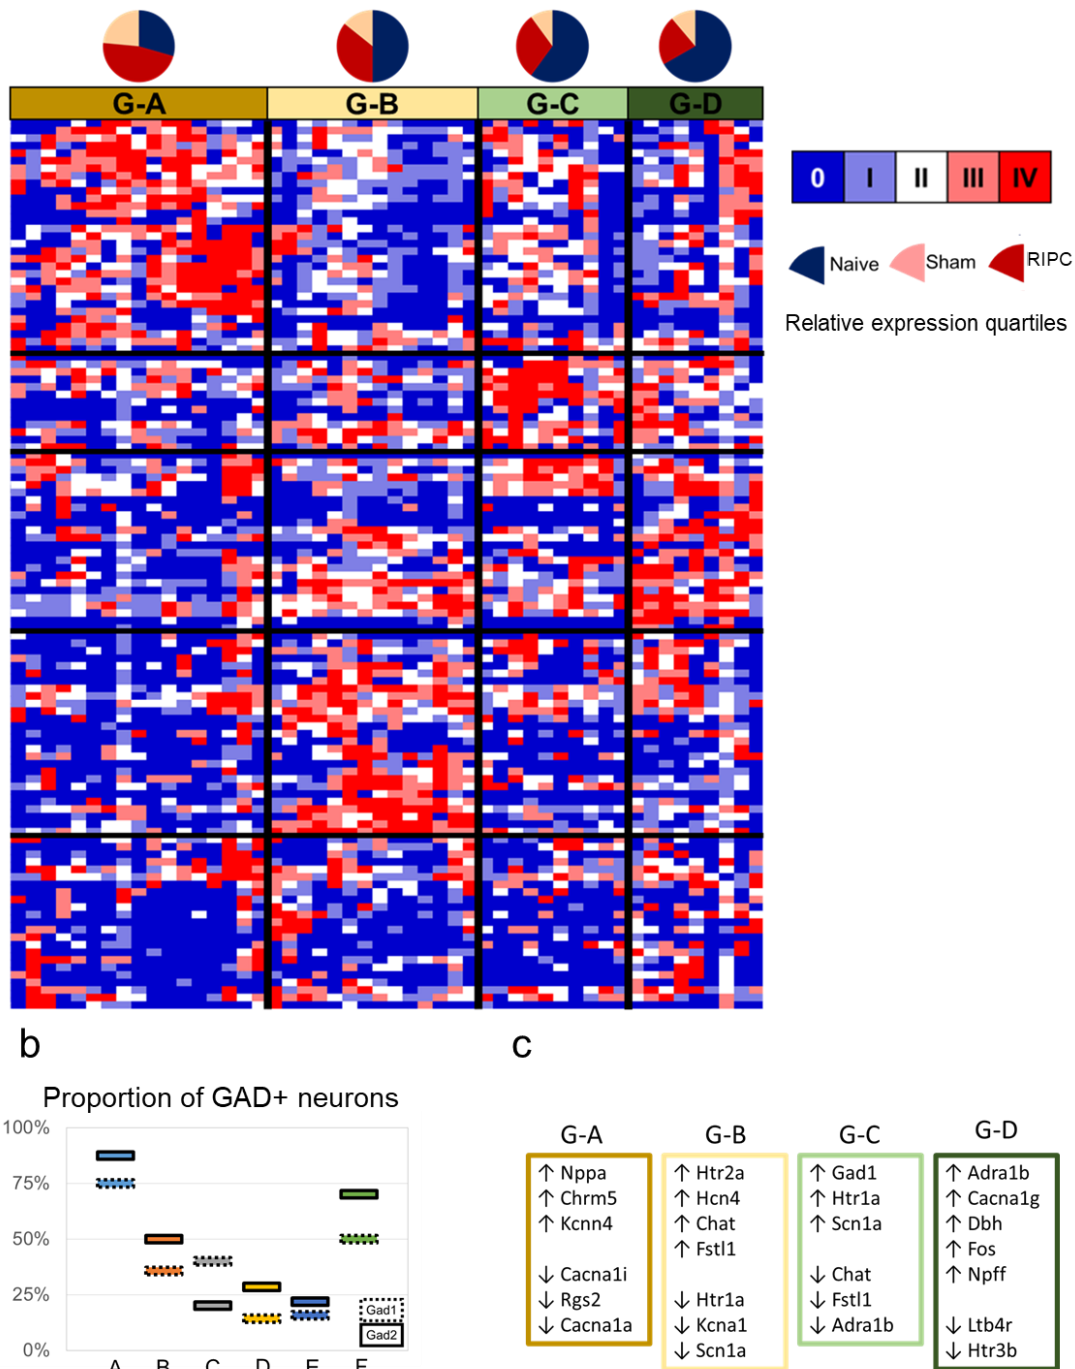 G-A G-B G-C G-D
0 I II III IV
Naive Sham RIPC
Relative expression quartiles
b
c
Proportion of GAD+ neurons
100%
75%
50%
25%
0%
Gad1
Gad2
A B C D E F
G-A
↑ Nppa
↑ Chrm5
↑ Kcnn4
↓ Cacna1i
↓ Rgs2
↓ Cacna1a
G-B
↑ Htr2a
↑ Hcn4
↑ Chat
↑ Fstl1
↓ Htr1a
↓ Kcna1
↓ Scn1a
G-C
↑ Gad1
↑ Htr1a
↑ Scn1a
↓ Chat
↓ Fstl1
↓ Adra1b
G-D
↑ Adra1b
↑ Cacna1g
↑ Dbh
↑ Fos
↑ Npff
↓ Ltb4r
↓ Htr3b